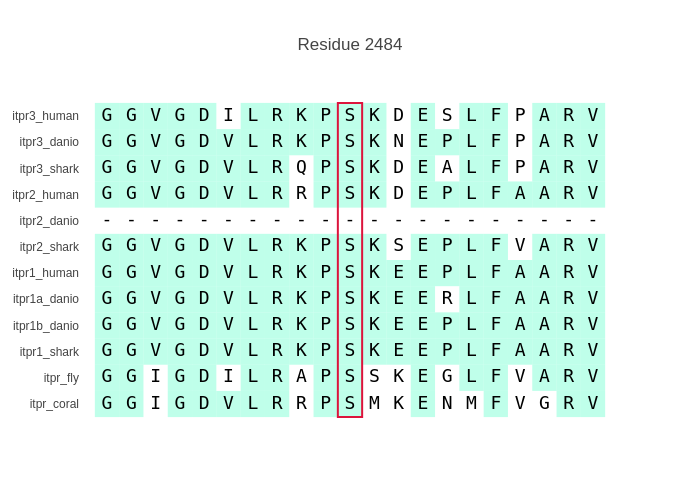 Residue 2484
itpr3_human G G V G D I L R K P S K D E S L F P A R V
itpr3_danio G G V G D V L R K P S K N E P L F P A R V
itpr3_shark G G V G D V L R Q P S K D E A L F P A R V
itpr2_human G G V G D V L R R P S K D E P L F A A R V
itpr2_danio - - - - - - - - - - - - - - - - - - - - -
itpr2_shark G G V G D V L R K P S K S E P L F V A R V
itpr1_human G G V G D V L R K P S K E E P L F A A R V
itpr1a_danio G G V G D V L R K P S K E E R L F A A R V
itpr1b_danio G G V G D V L R K P S K E E P L F A A R V
itpr1_shark G G V G D V L R K P S K E E P L F A A R V
itpr_fly G G I G D I L R A P S S K E G L F V A R V
itpr_coral G G I G D V L R R P S M K E N M F V G R V